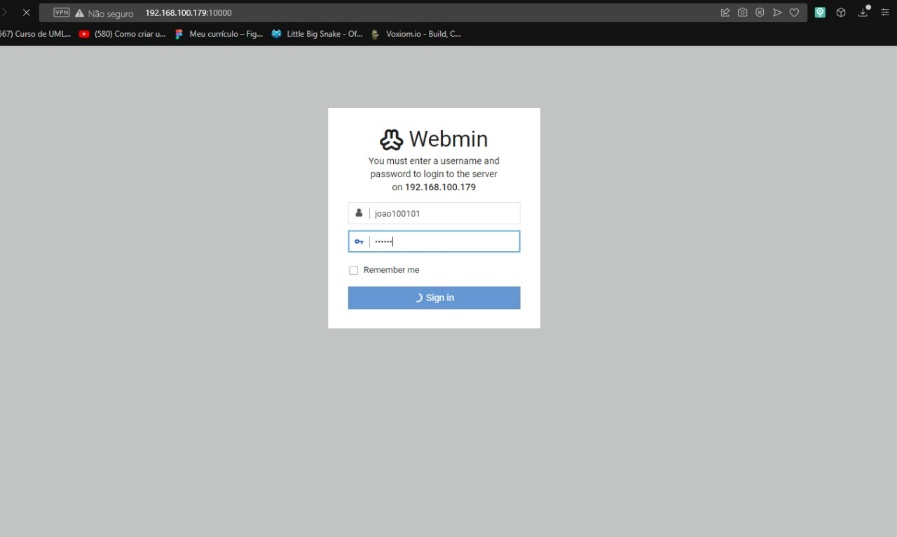 VPN Não seguro 192.168.100.179:10000
567) Curso de UML... (580) Como criar u... Meu currículo – Fig... Little Big Snake - Of... Voxiom.io - Build, C...
Webmin
You must enter a username and
password to login to the server
on 192.168.100.179
joao100101
••••••
Remember me
Sign in